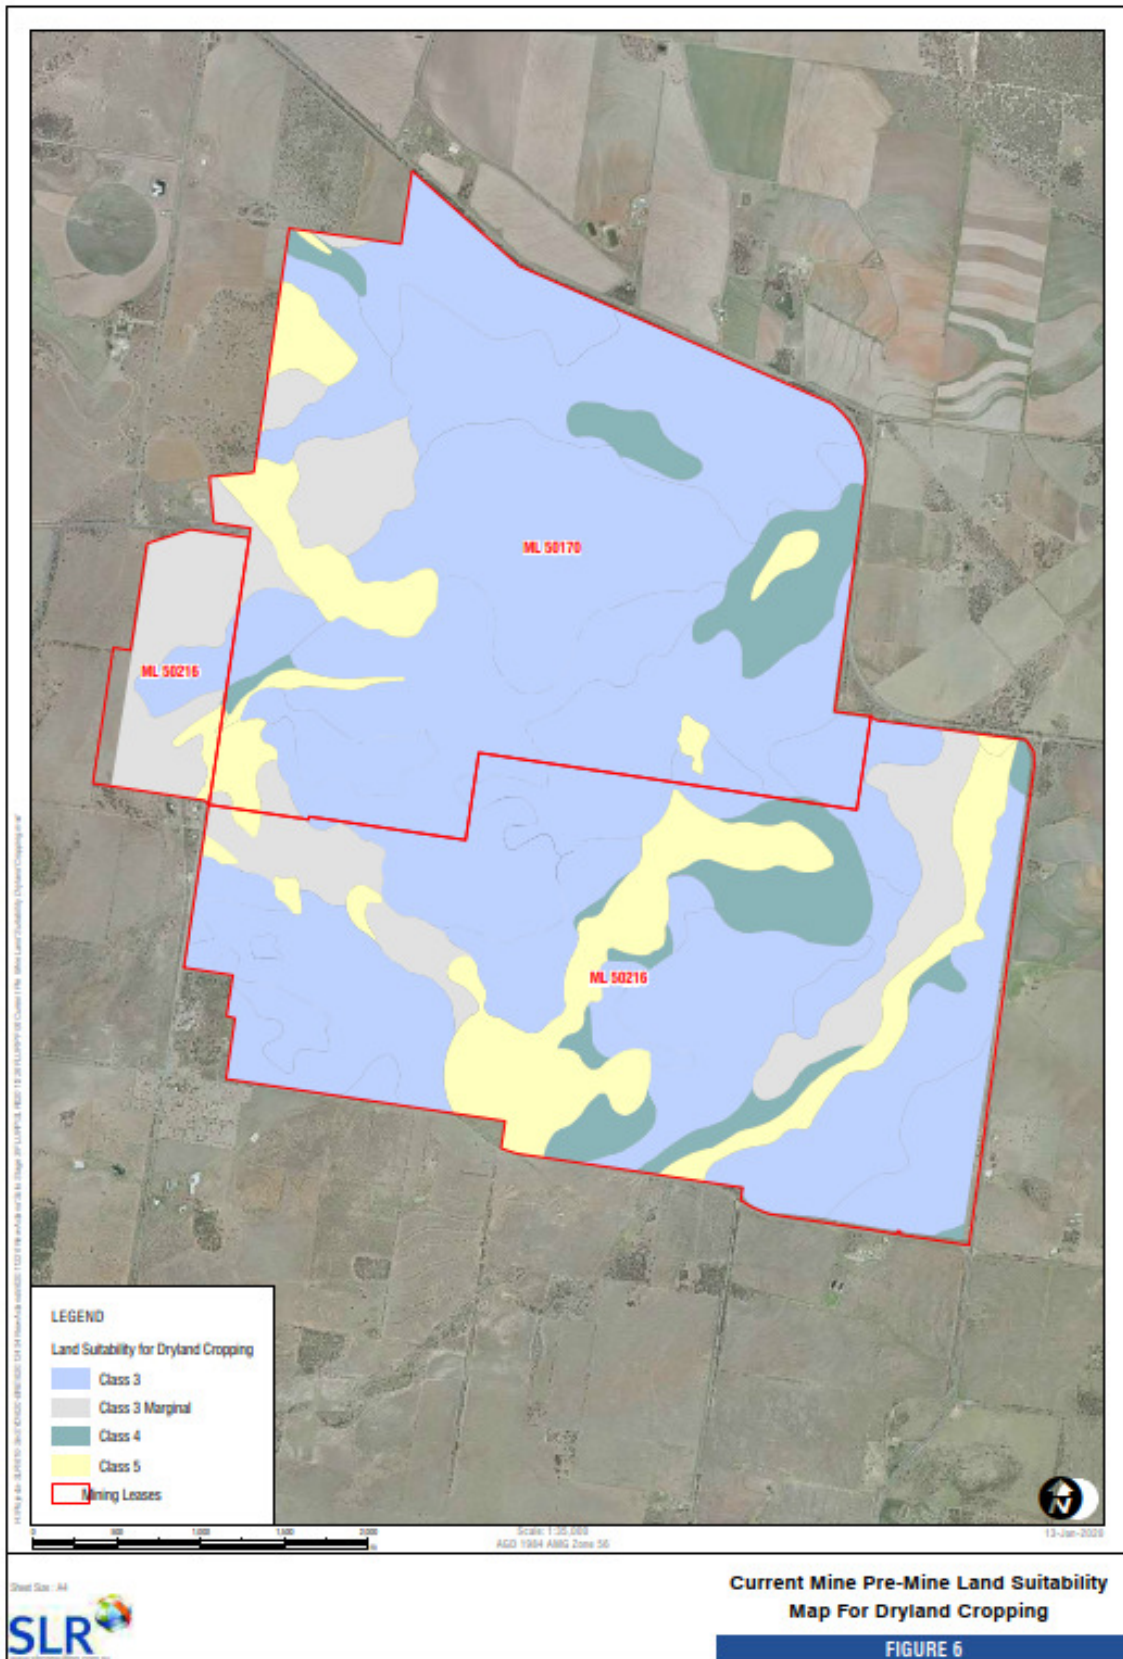 ML 50170
ML 50216
ML 50216
LEGEND
Land Suitability for Dryland Cropping
Class 3
Class 3 Marginal
Class 4
Class 5
Mining Leases
0 500 1,000 1,500 2,000
m
Scale: 1:35,000
AGD 1984 AMG Zone 56
N
13-Jan-2020
Sheet Size : A4
SLR
Current Mine Pre-Mine Land Suitability
Map For Dryland Cropping
FIGURE 6